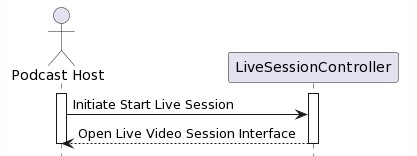 Podcast Host
LiveSessionController
Initiate Start Live Session
Open Live Video Session Interface